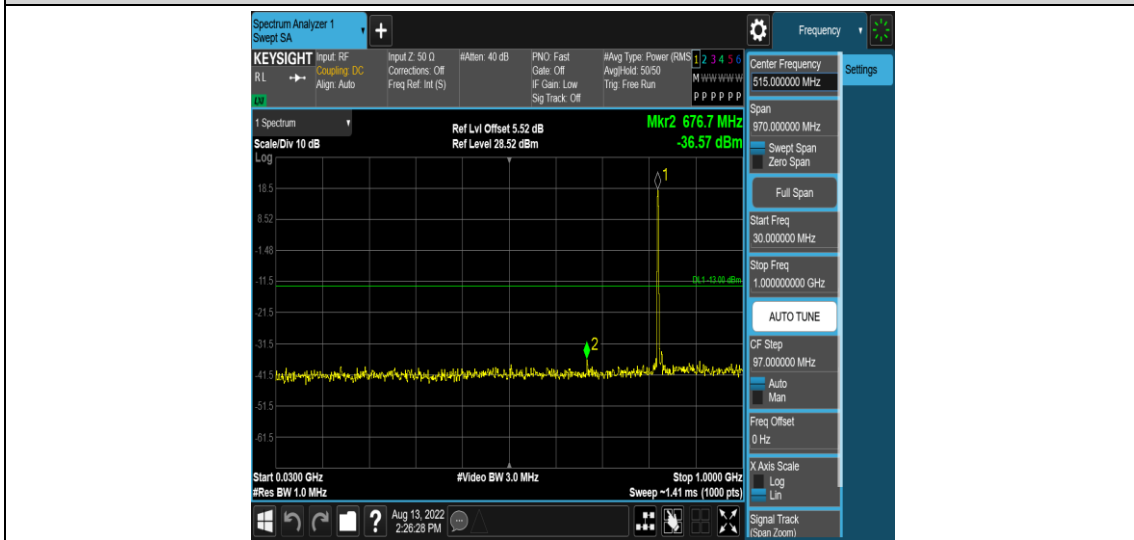 Spectrum Analyzer 1
Swept SA
+
Frequency
KEYSIGHT
RL
LXI
Input: RF
Coupling: DC
Align: Auto
Input Z: 50 Ω
Corrections: Off
Freq Ref: Int (S)
#Atten: 40 dB
PNO: Fast
Gate: Off
IF Gain: Low
Sig Track: Off
#Avg Type: Power (RMS
Avg|Hold: 50/50
Trig: Free Run
1 2 3 4 5 6
M W W W W W
P P P P P P
1 Spectrum
Scale/Div 10 dB
Log
Ref Lvl Offset 5.52 dB
Ref Level 28.52 dBm
Mkr2 676.7 MHz
-36.57 dBm
1
18.5
8.52
-1.48
-11.5
DL1 -13.00 dBm
-21.5
-31.5
2
-41.5
-51.5
-61.5
Start 0.0300 GHz
#Res BW 1.0 MHz
#Video BW 3.0 MHz
Stop 1.0000 GHz
Sweep ~1.41 ms (1000 pts)
?
Aug 13, 2022
2:26:28 PM
Center Frequency
515.000000 MHz
Settings
Span
970.000000 MHz
Swept Span
Zero Span
Full Span
Start Freq
30.000000 MHz
Stop Freq
1.000000000 GHz
AUTO TUNE
CF Step
97.000000 MHz
Auto
Man
Freq Offset
0 Hz
X Axis Scale
Log
Lin
Signal Track
(Span Zoom)